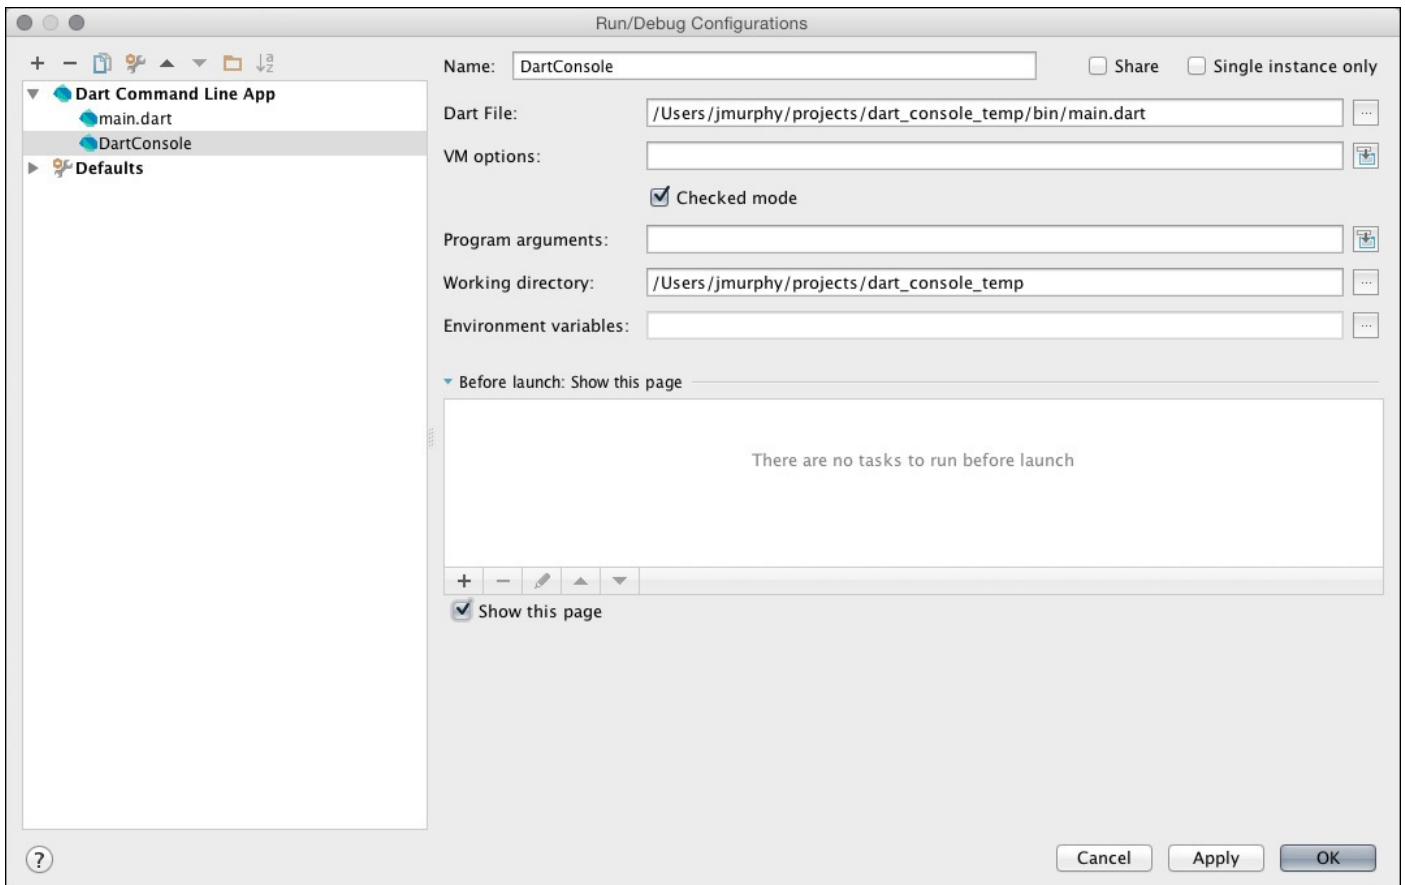 Run/Debug Configurations
Name: DartConsole Share Single instance only
Dart Command Line App
main.dart
DartConsole
Defaults
Dart File: /Users/jmurphy/projects/dart_console_temp/bin/main.dart
VM options:
Checked mode
Program arguments:
Working directory: /Users/jmurphy/projects/dart_console_temp
Environment variables:
Before launch: Show this page
There are no tasks to run before launch
Show this page
? Cancel Apply OK